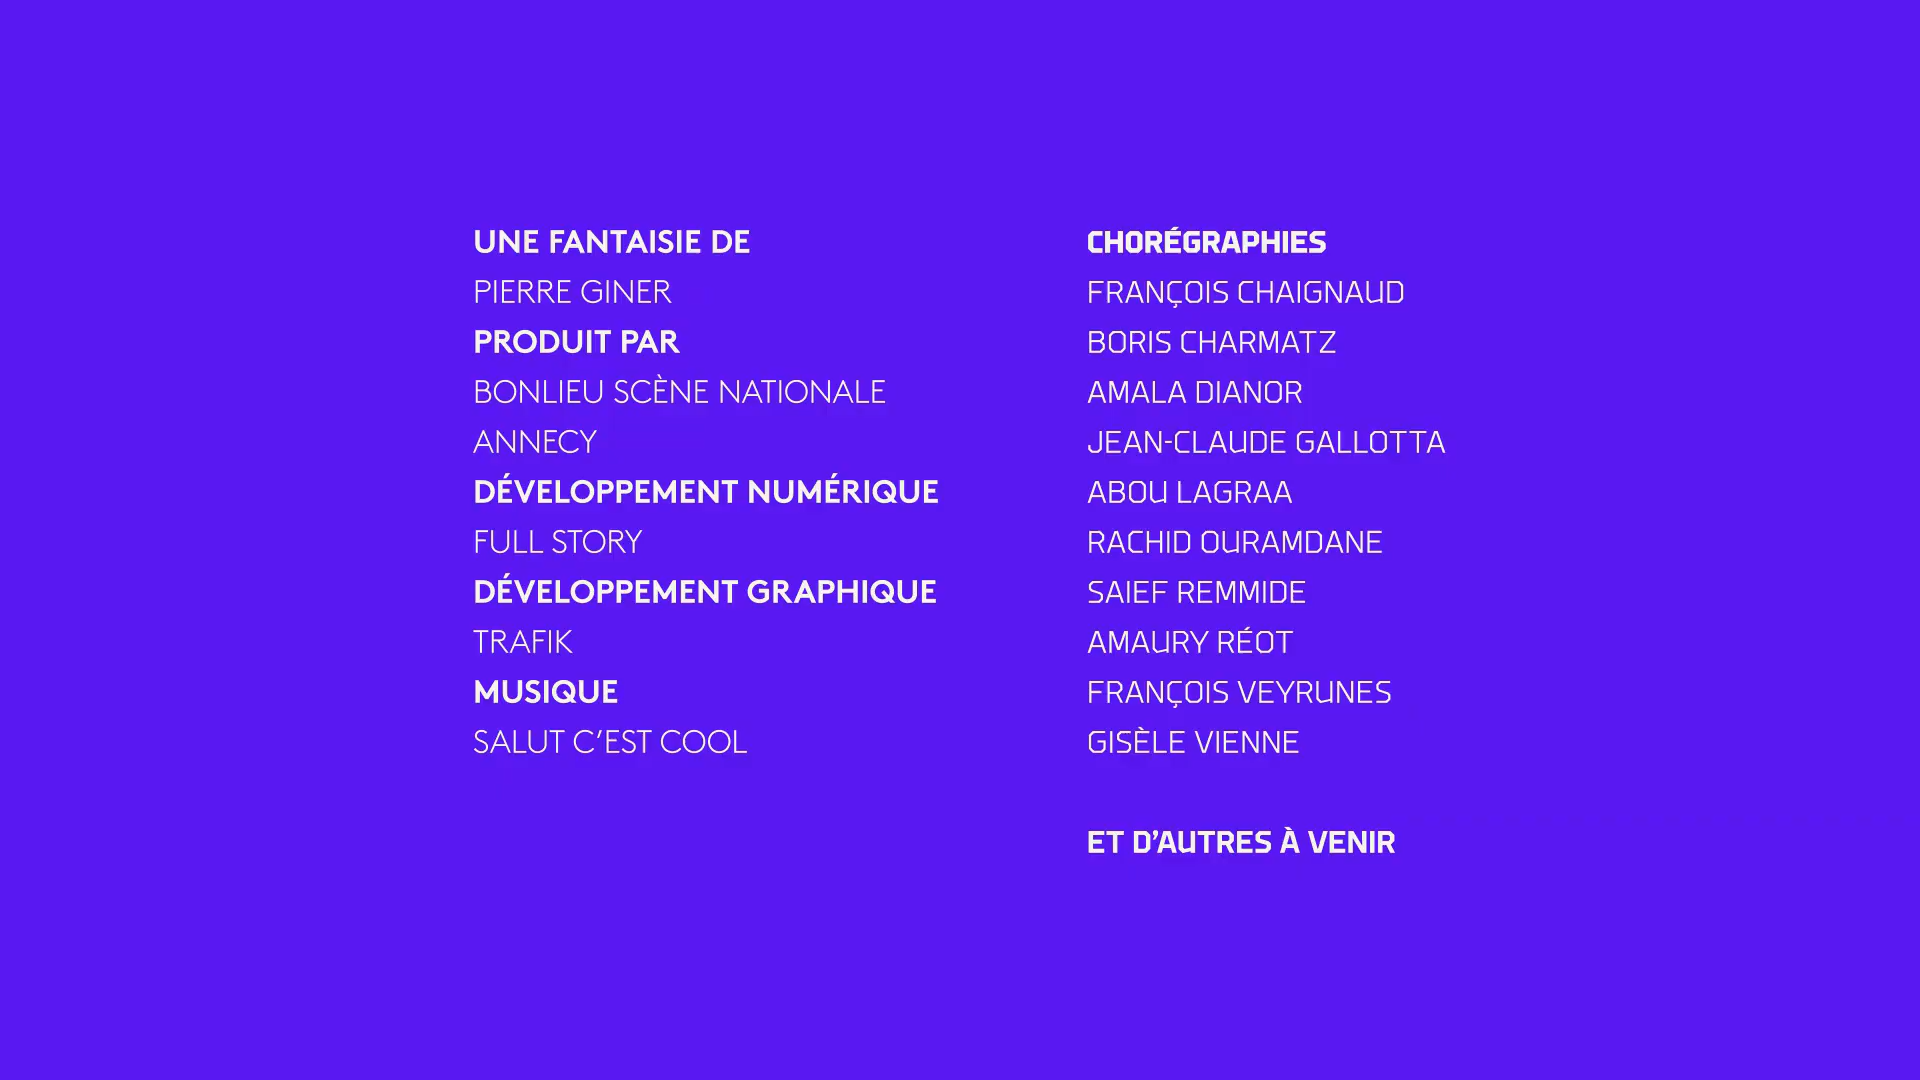 UNE FANTAISIE DE
PIERRE GINER
PRODUIT PAR
BONLIEU SCÈNE NATIONALE
ANNECY
DÉVELOPPEMENT NUMÉRIQUE
FULL STORY
DÉVELOPPEMENT GRAPHIQUE
TRAFIK
MUSIQUE
SALUT C’EST COOL
CHORÉGRAPHIES
FRANÇOIS CHAIGNAUD
BORIS CHARMATZ
AMALA DIANOR
JEAN-CLAUDE GALLOTTA
ABOU LAGRAA
RACHID OURAMDANE
SAIEF REMMIDE
AMAURY RÉOT
FRANÇOIS VEYRUNES
GISÈLE VIENNE
ET D’AUTRES À VENIR